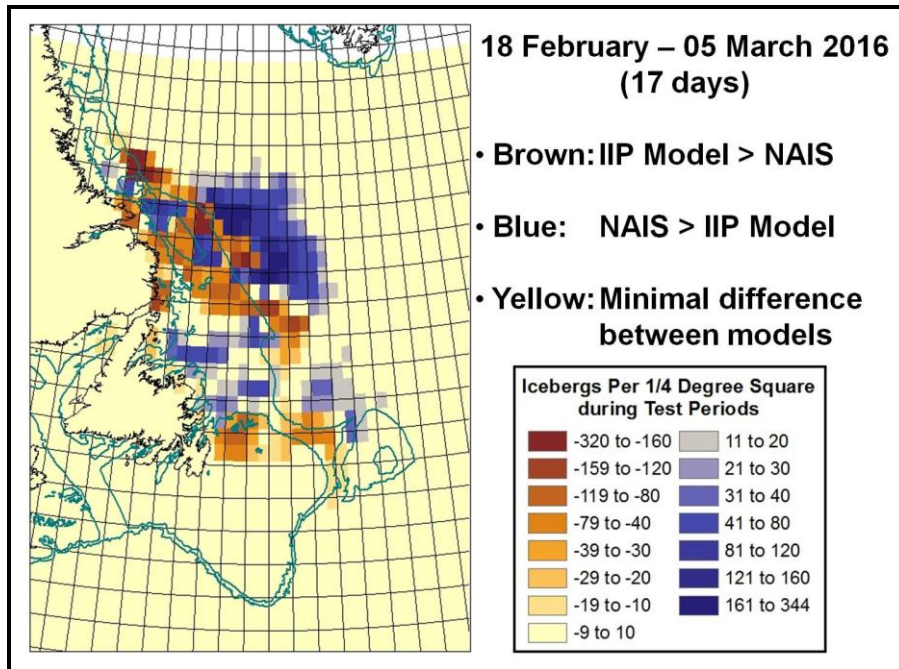 18 February – 05 March 2016
(17 days)
• Brown: IIP Model > NAIS
• Blue: NAIS > IIP Model
• Yellow: Minimal difference
between models
Icebergs Per 1/4 Degree Square
during Test Periods
-320 to -160
-159 to -120
-119 to -80
-79 to -40
-39 to -30
-29 to -20
-19 to -10
-9 to 10
11 to 20
21 to 30
31 to 40
41 to 80
81 to 120
121 to 160
161 to 344